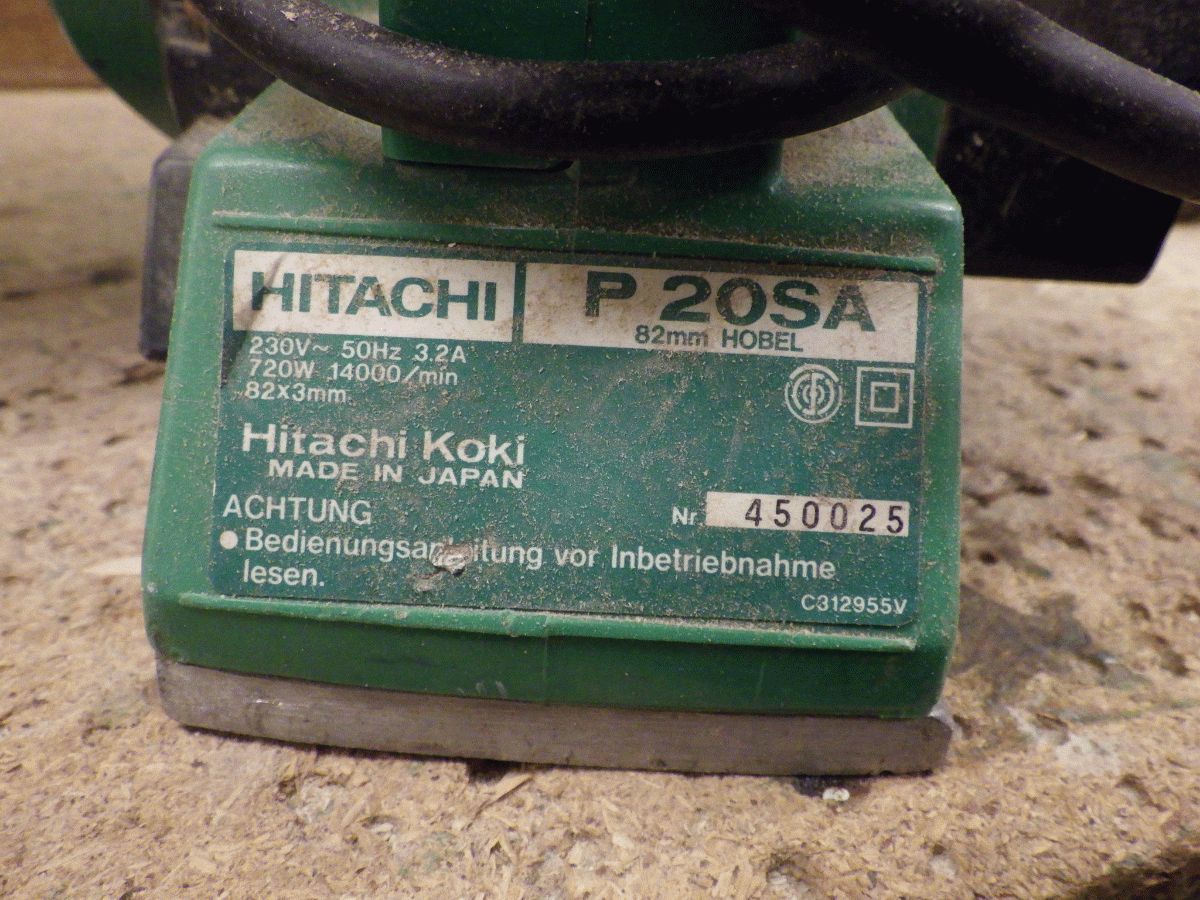 HITACHI
P 20SA
82mm HOBEL
230V~ 50Hz 3.2A
720W 14000/min
82x3mm
Hitachi Koki
MADE IN JAPAN
Nr. 450025
ACHTUNG
● Bedienungsanleitung vor Inbetriebnahme
lesen.
C312955V